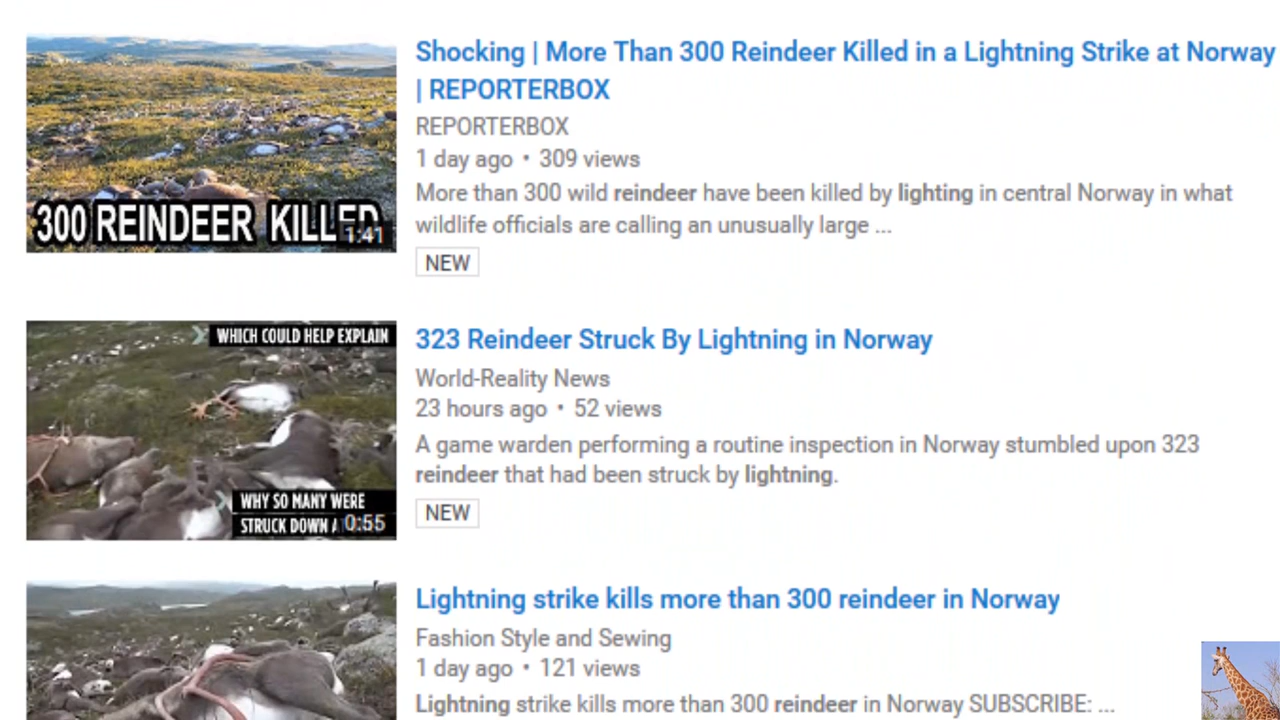 Shocking | More Than 300 Reindeer Killed in a Lightning Strike at Norway
| REPORTERBOX
REPORTERBOX
1 day ago • 309 views
More than 300 wild reindeer have been killed by lighting in central Norway in what
wildlife officials are calling an unusually large ...
300 REINDEER KILLED
1:41
NEW
WHICH COULD HELP EXPLAIN
323 Reindeer Struck By Lightning in Norway
World-Reality News
23 hours ago • 52 views
A game warden performing a routine inspection in Norway stumbled upon 323
reindeer that had been struck by lightning.
WHY SO MANY WERE
STRUCK DOWN
0:55
NEW
Lightning strike kills more than 300 reindeer in Norway
Fashion Style and Sewing
1 day ago • 121 views
Lightning strike kills more than 300 reindeer in Norway SUBSCRIBE: ...